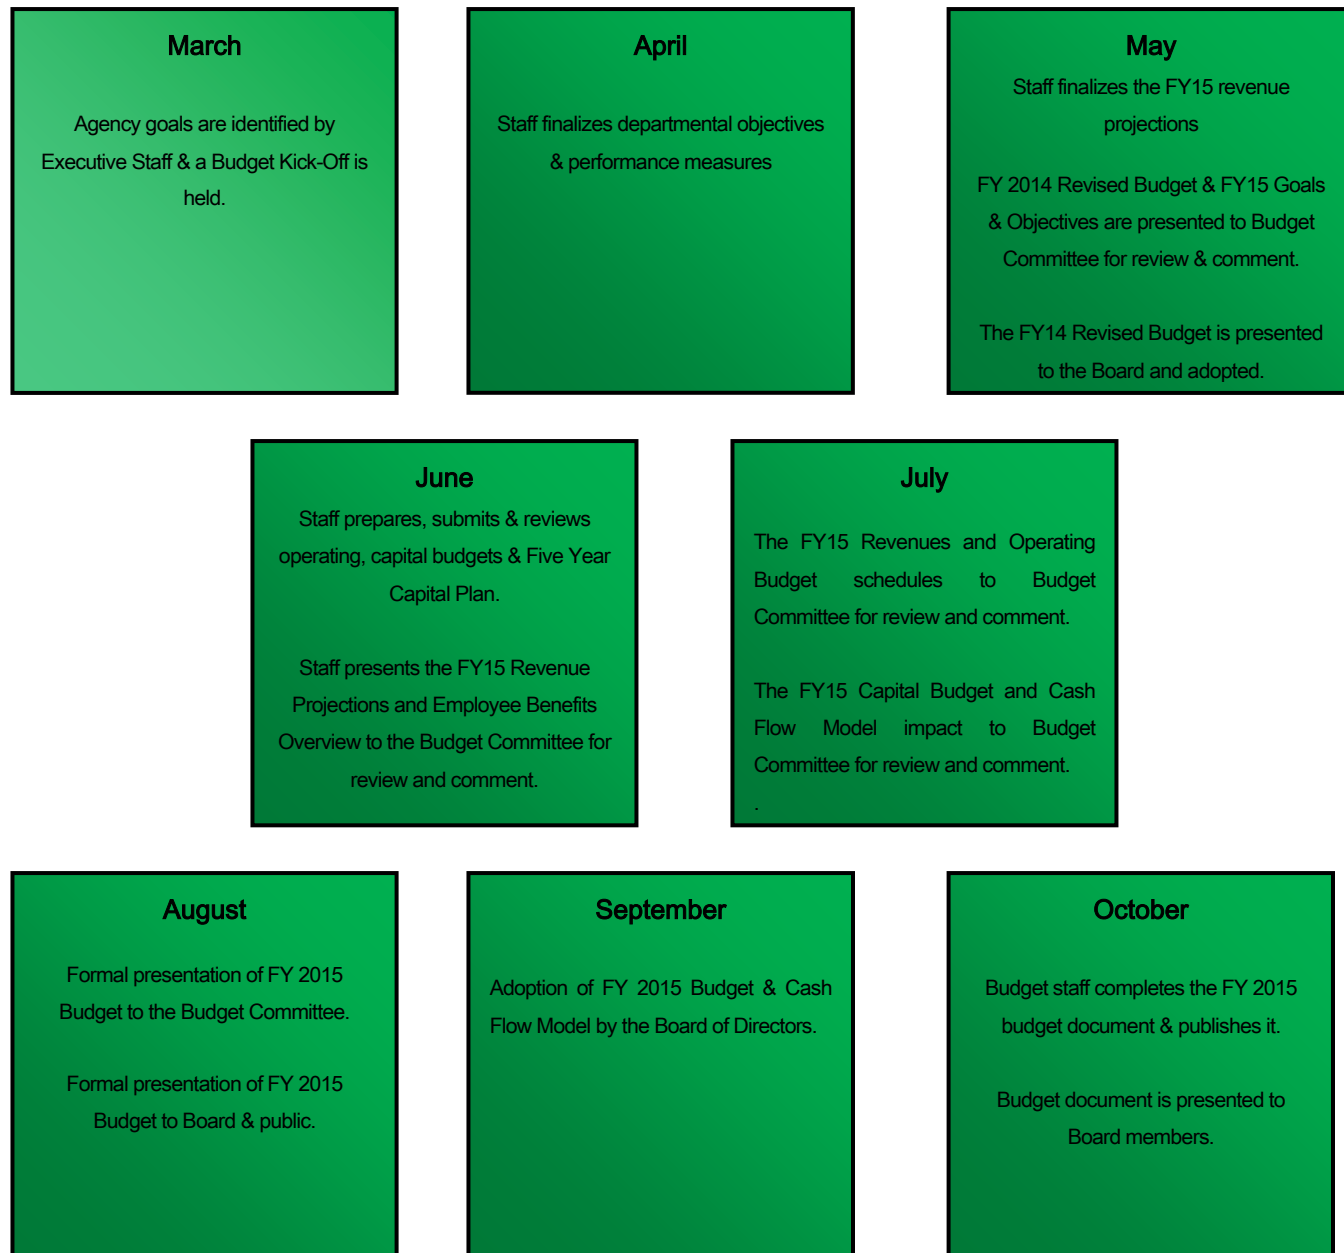 March
Agency goals are identified by
Executive Staff & a Budget Kick-Off is
held.
April
Staff finalizes departmental objectives
& performance measures
May
Staff finalizes the FY15 revenue
projections
FY 2014 Revised Budget & FY15 Goals
& Objectives are presented to Budget
Committee for review & comment.
The FY14 Revised Budget is presented
to the Board and adopted.
June
Staff prepares, submits & reviews
operating, capital budgets & Five Year
Capital Plan.
Staff presents the FY15 Revenue
Projections and Employee Benefits
Overview to the Budget Committee for
review and comment.
July
The FY15 Revenues and Operating
Budget schedules to Budget
Committee for review and comment.
The FY15 Capital Budget and Cash
Flow Model impact to Budget
Committee for review and comment.
.
August
Formal presentation of FY 2015
Budget to the Budget Committee.
Formal presentation of FY 2015
Budget to Board & public.
September
Adoption of FY 2015 Budget & Cash
Flow Model by the Board of Directors.
October
Budget staff completes the FY 2015
budget document & publishes it.
Budget document is presented to
Board members.